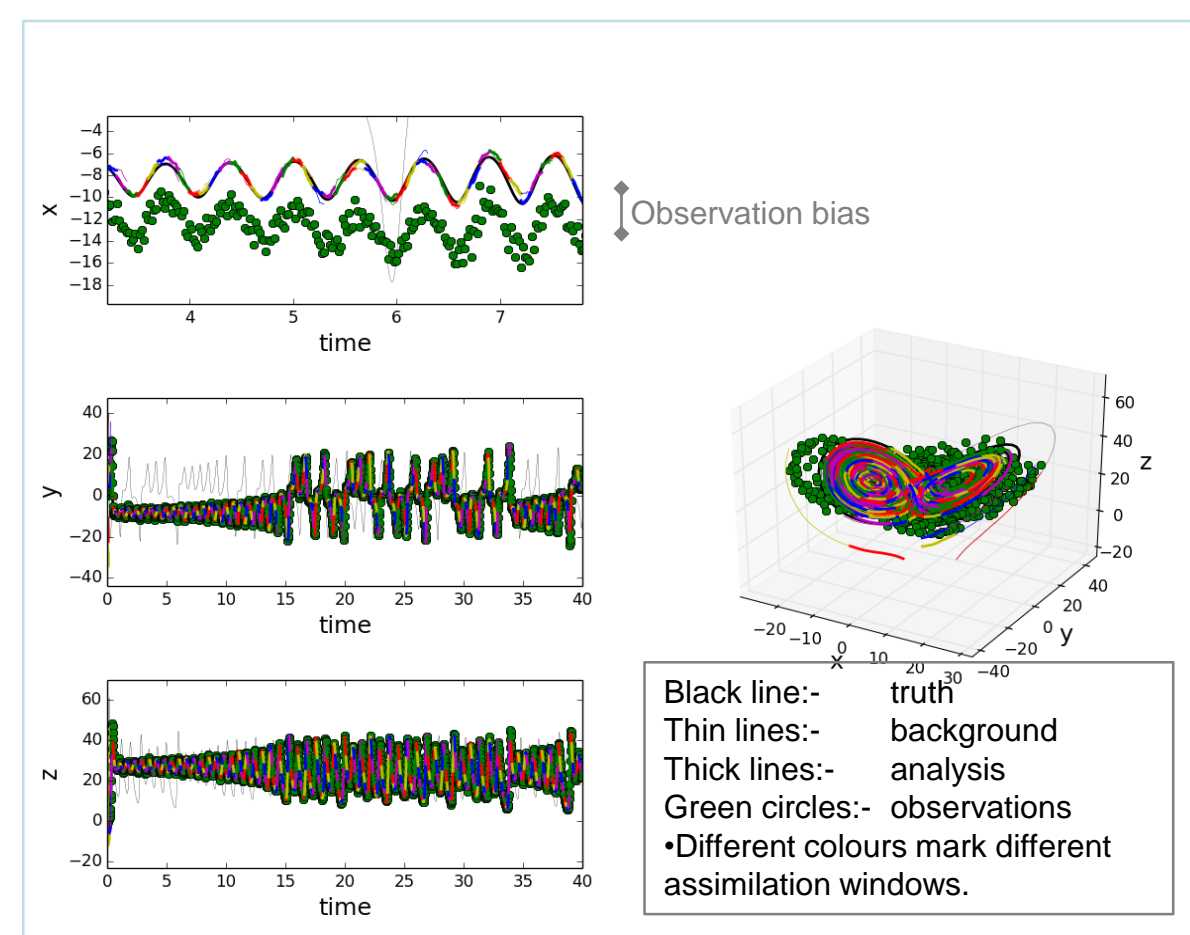 −4
−6
−8
−10
−12
−14
−16
−18
x
4 5 6 7
time
Observation bias
40
20
0
−20
−40
y
0 5 10 15 20 25 30 35 40
time
60
40
20
0
−20
z
0 5 10 15 20 25 30 35 40
time
60
40
20
0
−20
z
40
20
0
−20
−40
y
−20 −10 0 10 20 30
x
Black line:- truth
Thin lines:- background
Thick lines:- analysis
Green circles:- observations
•Different colours mark different
assimilation windows.